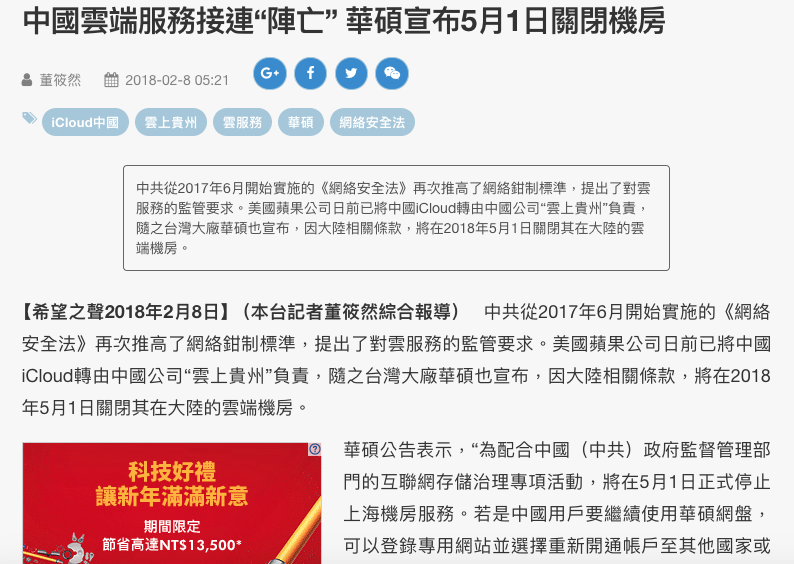 中國雲端服務接連“陣亡” 華碩宣布5月1日關閉機房
董筱然 2018-02-8 05:21
iCloud中國 雲上貴州 雲服務 華碩 網絡安全法
中共從2017年6月開始實施的《網絡安全法》再次推高了網絡鉗制標準，提出了對雲
服務的監管要求。美國蘋果公司日前已將中國iCloud轉由中國公司“雲上貴州”負責，
隨之台灣大廠華碩也宣布，因大陸相關條款，將在2018年5月1日關閉其在大陸的雲
端機房。
【希望之聲2018年2月8日】（本台記者董筱然綜合報導） 中共從2017年6月開始實施的《網絡
安全法》再次推高了網絡鉗制標準，提出了對雲服務的監管要求。美國蘋果公司日前已將中國
iCloud轉由中國公司“雲上貴州”負責，隨之台灣大廠華碩也宣布，因大陸相關條款，將在2018
年5月1日關閉其在大陸的雲端機房。
科技好禮
讓新年滿滿新意
期間限定
節省高達NT$13,500*
華碩公告表示，“為配合中國（中共）政府監督管理部
門的互聯網存儲治理專項活動，將在5月1日正式停止
上海機房服務。若是中國用戶要繼續使用華碩網盤，
可以登錄專用網站並選擇重新開通帳戶至其他國家或